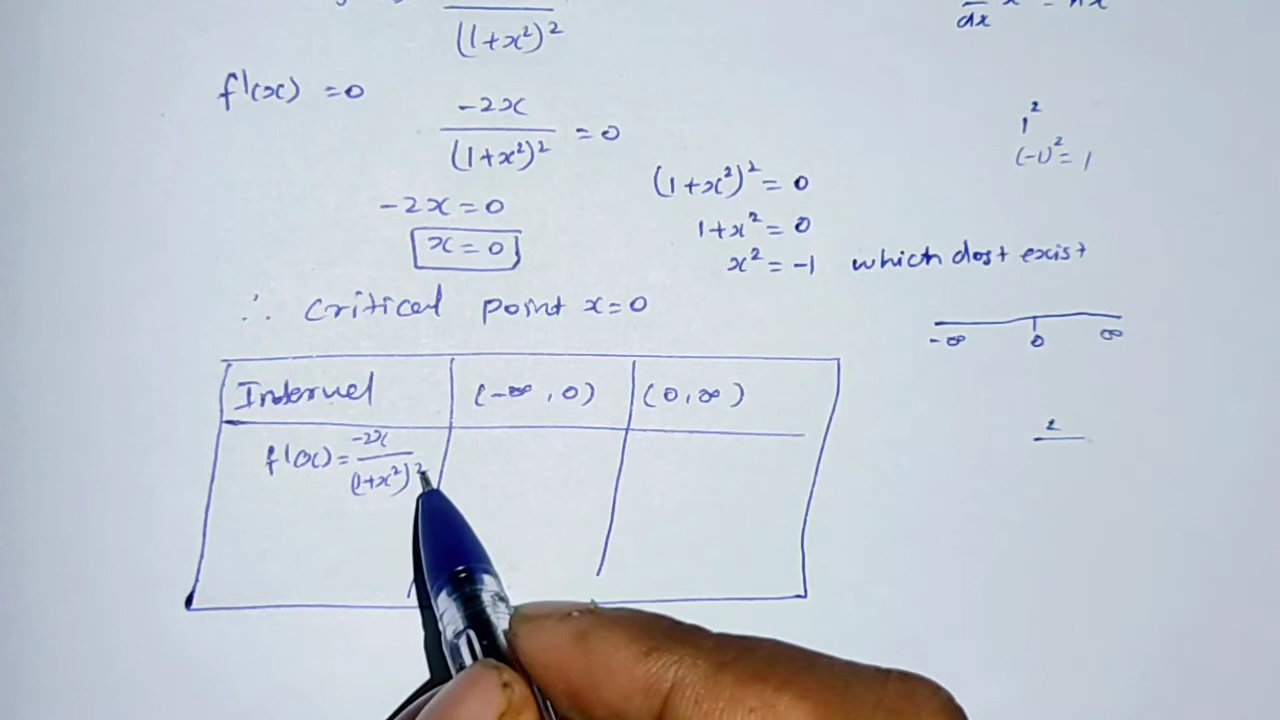 (1+x²)²
dx
f'(x) = 0
-2x / (1+x²)² = 0
1²
(-1)² = 1
(1+x²)² = 0
-2x = 0
1+x² = 0
x = 0
x² = -1 which dost exist
∴ Critical point x=0
-∞ 0 ∞
Interval (-∞, 0) (0, ∞)
f'(x) = -2x / (1+x²)²